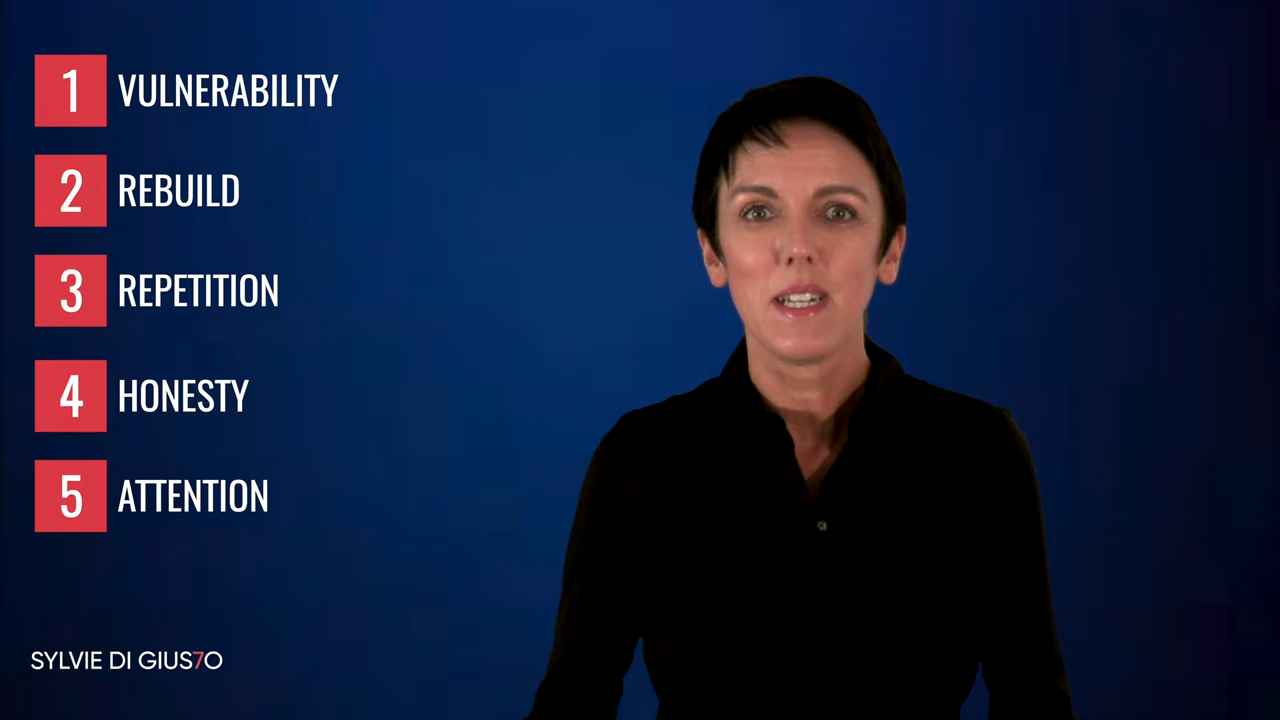 1 VULNERABILITY
2 REBUILD
3 REPETITION
4 HONESTY
5 ATTENTION
SYLVIE DI GIUS7O